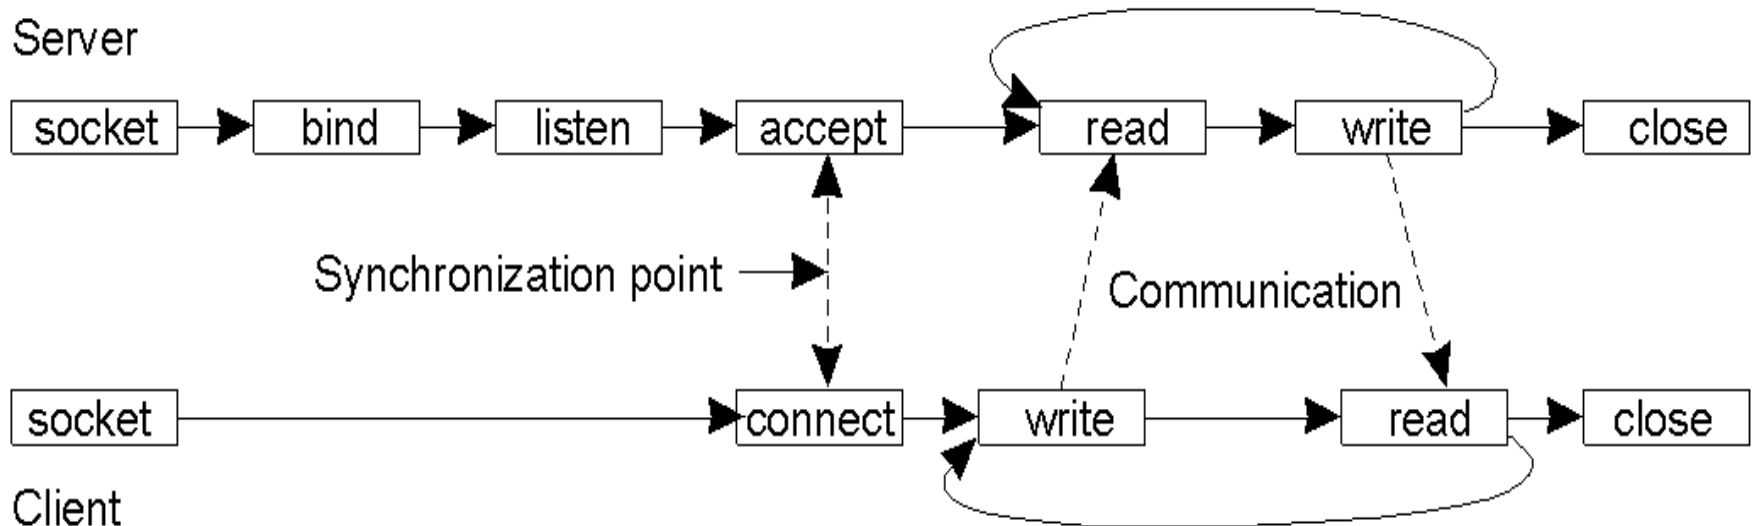 Server
socket bind listen accept read write close
Synchronization point
Communication
socket connect write read close
Client